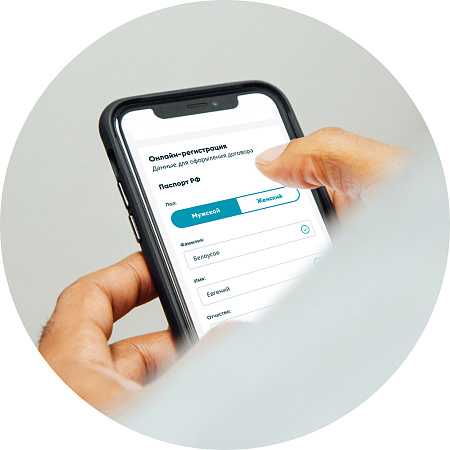 Онлайн-регистрация
Данные для оформления договора
Паспорт РФ
Пол:
Мужской Женский
Фамилия:
Белоусов
Имя:
Евгений
Отчество: